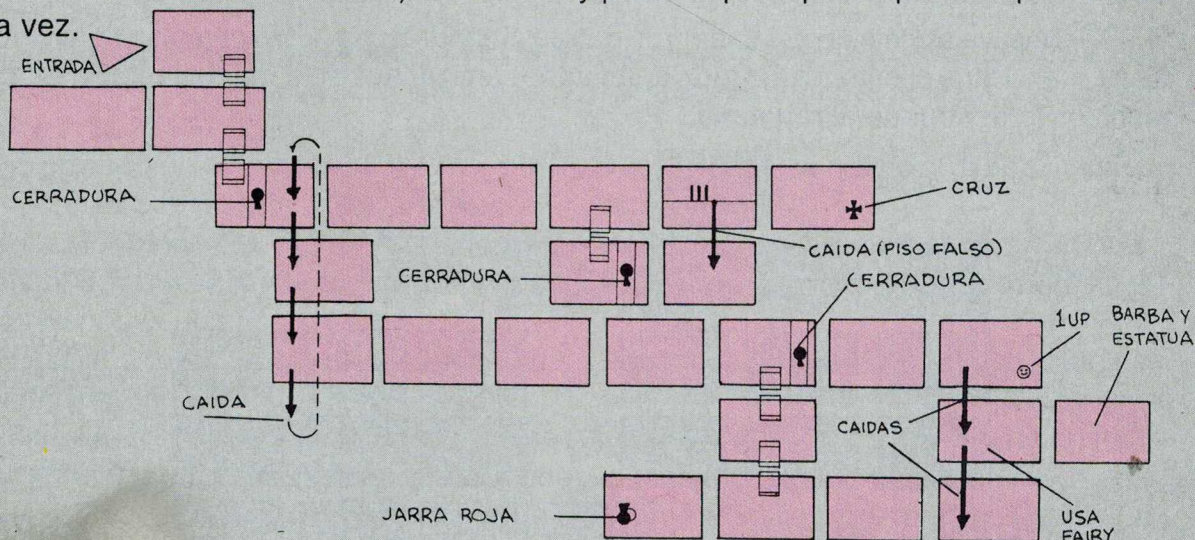 a vez.
ENTRADA
CERRADURA
CRUZ
CAIDA (PISO FALSO)
CERRADURA
CERRADURA
1UP
BARBA Y
ESTATUA
CAIDA
CAIDAS
JARRA ROJA
USA
FAIRY